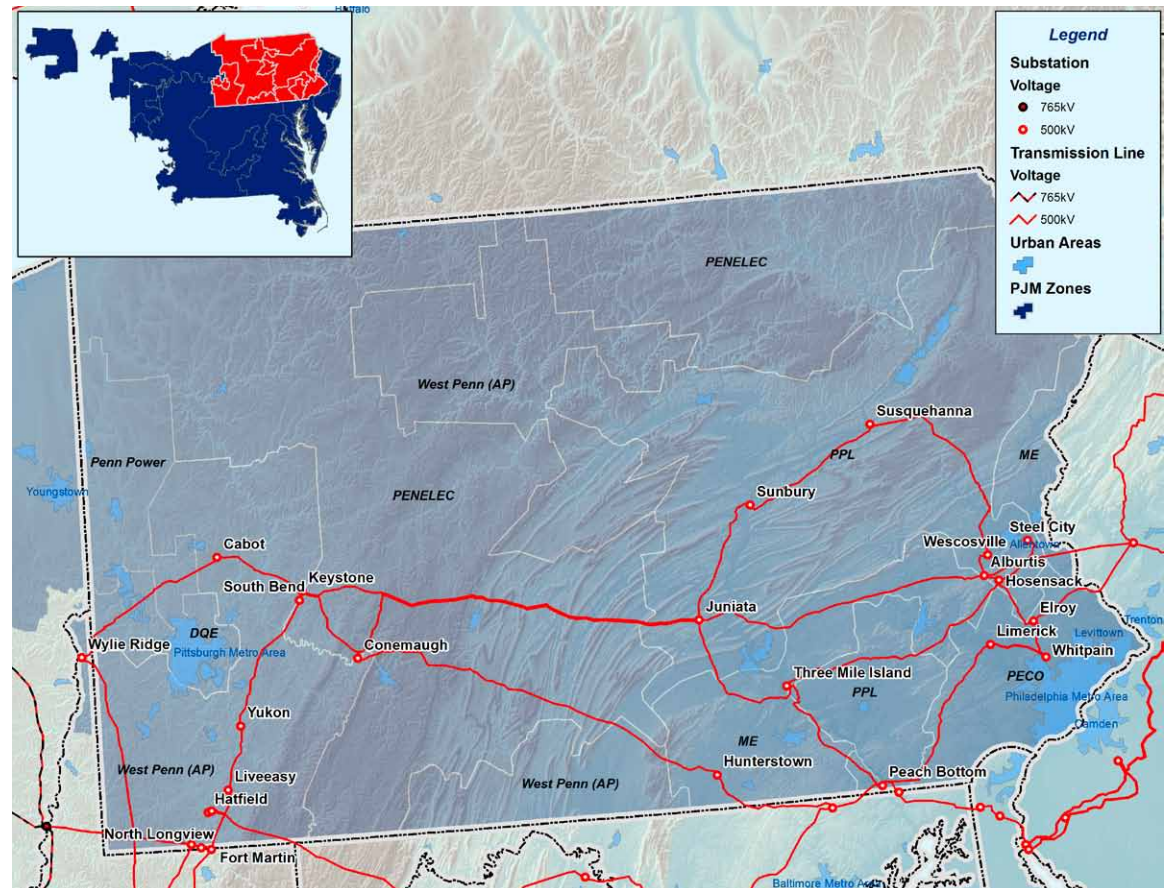 Buffalo
Legend
Substation
Voltage
765kV
500kV
Transmission Line
Voltage
765kV
500kV
Urban Areas
PJM Zones
PENELEC
West Penn (AP)
Susquehanna
Penn Power
PPL
ME
Youngstown
PENELEC
Sunbury
Steel City
Cabot
Wescosville
Allentown
Alburtis
South Bend
Keystone
Hosensack
Juniata
Elroy
DQE
Limerick
Trenton
Wylie Ridge
Pittsburgh Metro Area
Conemaugh
Levittown
Whitpain
Three Mile Island
PPL
PECO
Philadelphia Metro Area
Yukon
Camden
ME
West Penn (AP)
Hunterstown
West Penn (AP)
Liveeasy
Peach Bottom
Hatfield
North Longview
Fort Martin
Baltimore Metro Area